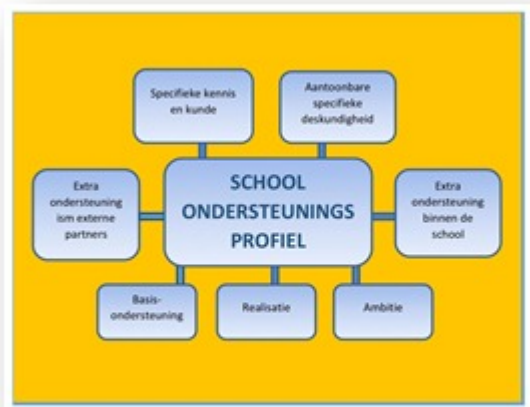 Specifieke kennis
en kunde
Aantoonbare
specifieke
deskundigheid
Extra
ondersteuning
ism externe
partners
SCHOOL
ONDERSTEUNINGS
PROFIEL
Extra
ondersteuning
binnen de
school
Basis-
ondersteuning
Realisatie
Ambitie